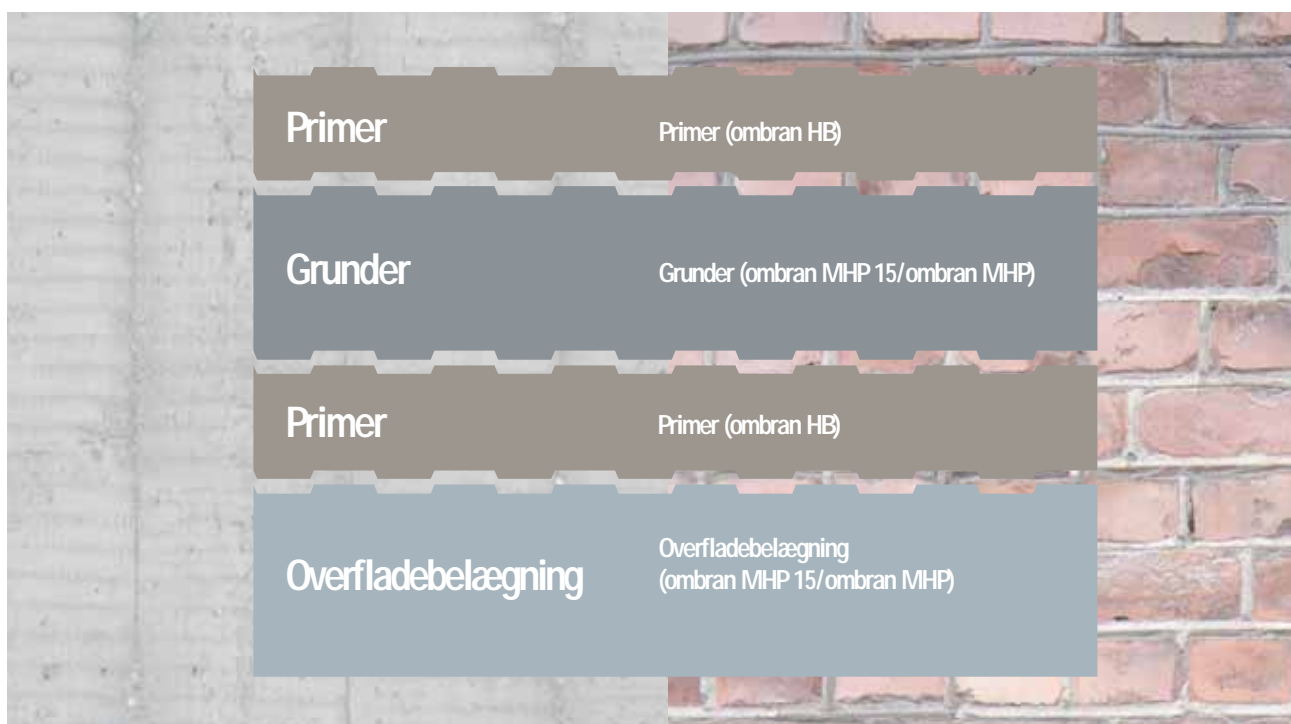 Primer
Primer (ombran HB)
Grunder
Grunder (ombran MHP 15/ombran MHP)
Primer
Primer (ombran HB)
Overfladebelægning
Overfladebelægning
(ombran MHP 15/ombran MHP)